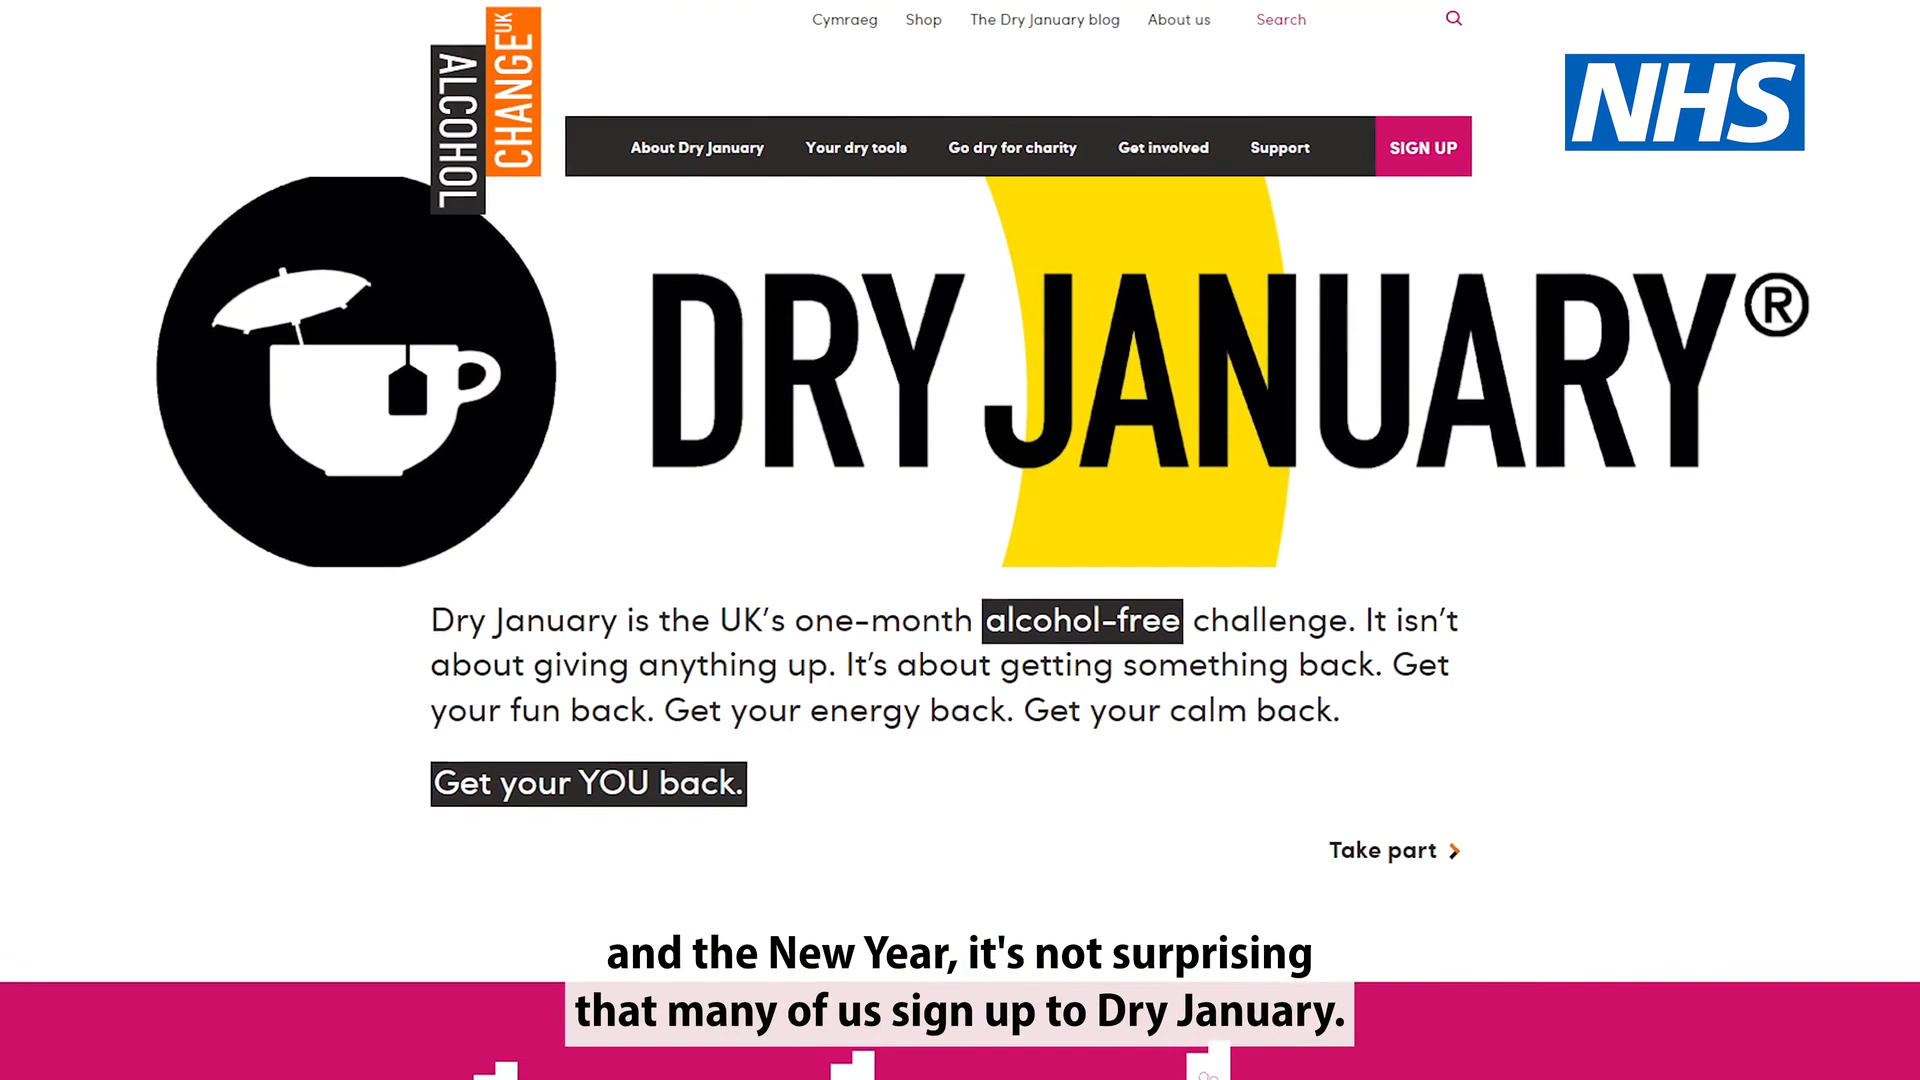 Cymraeg Shop The Dry January blog About us Search
ALCOHOL
CHANGE UK
NHS
About Dry January Your dry tools Go dry for charity Get involved Support SIGN UP
DRY JANUARY®
Dry January is the UK’s one-month alcohol-free challenge. It isn’t
about giving anything up. It’s about getting something back. Get
your fun back. Get your energy back. Get your calm back.
Get your YOU back.
Take part
and the New Year, it's not surprising
that many of us sign up to Dry January.